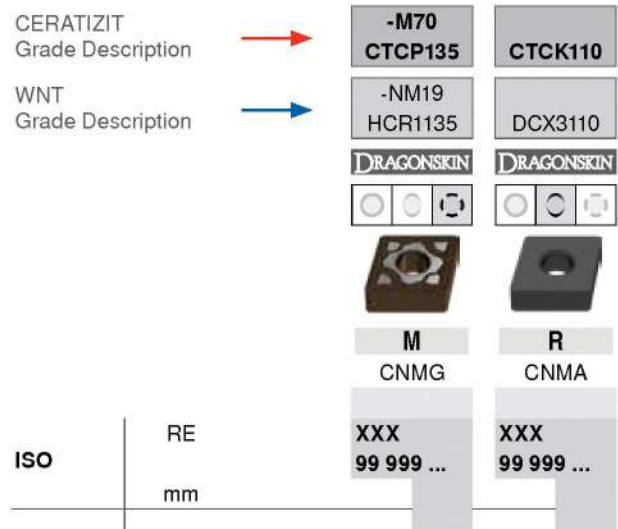 CERATIZIT
Grade Description
-M70
CTCP135
CTCK110
WNT
Grade Description
-NM19
HCR1135
DCX3110
DRAGONSKIN
DRAGONSKIN
M
R
CNMG
CNMA
ISO
RE
mm
XXX
99 999 ...
XXX
99 999 ...